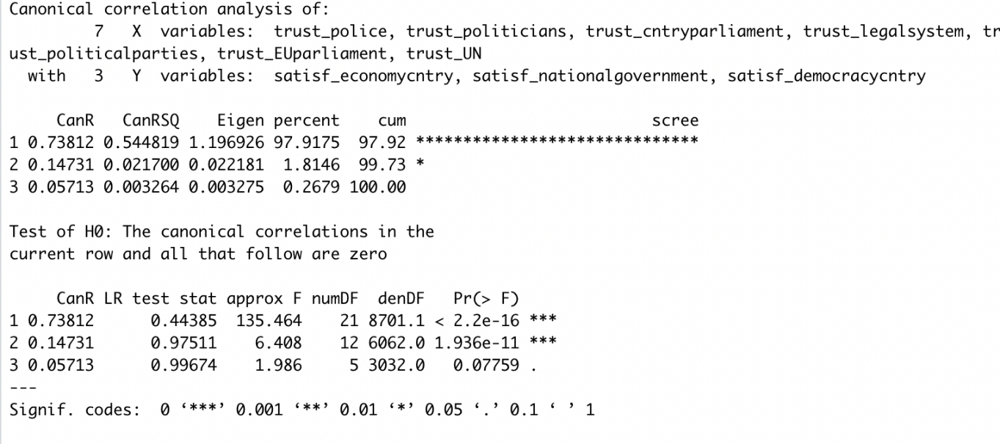 Canonical correlation analysis of:
         7   X  variables:  trust_police, trust_politicians, trust_cntryparliament, trust_legalsystem, tr
ust_politicalparties, trust_EUparliament, trust_UN
  with   3   Y  variables:  satisf_economycntry, satisf_nationalgovernment, satisf_democracycntry
     CanR   CanRSQ    Eigen percent    cum                          scree
1 0.73812 0.544819 1.196926 97.9175  97.92 ******************************
2 0.14731 0.021700 0.022181  1.8146  99.73 *
3 0.05713 0.003264 0.003275  0.2679 100.00
Test of H0: The canonical correlations in the
current row and all that follow are zero
     CanR LR test stat approx F numDF  denDF    Pr(> F)
1 0.73812      0.44385  135.464    21 8701.1 < 2.2e-16 ***
2 0.14731      0.97511    6.408    12 6062.0 1.936e-11 ***
3 0.05713      0.99674    1.986     5 3032.0   0.07759 .
---
Signif. codes:  0 ‘***’ 0.001 ‘**’ 0.01 ‘*’ 0.05 ‘.’ 0.1 ‘ ’ 1